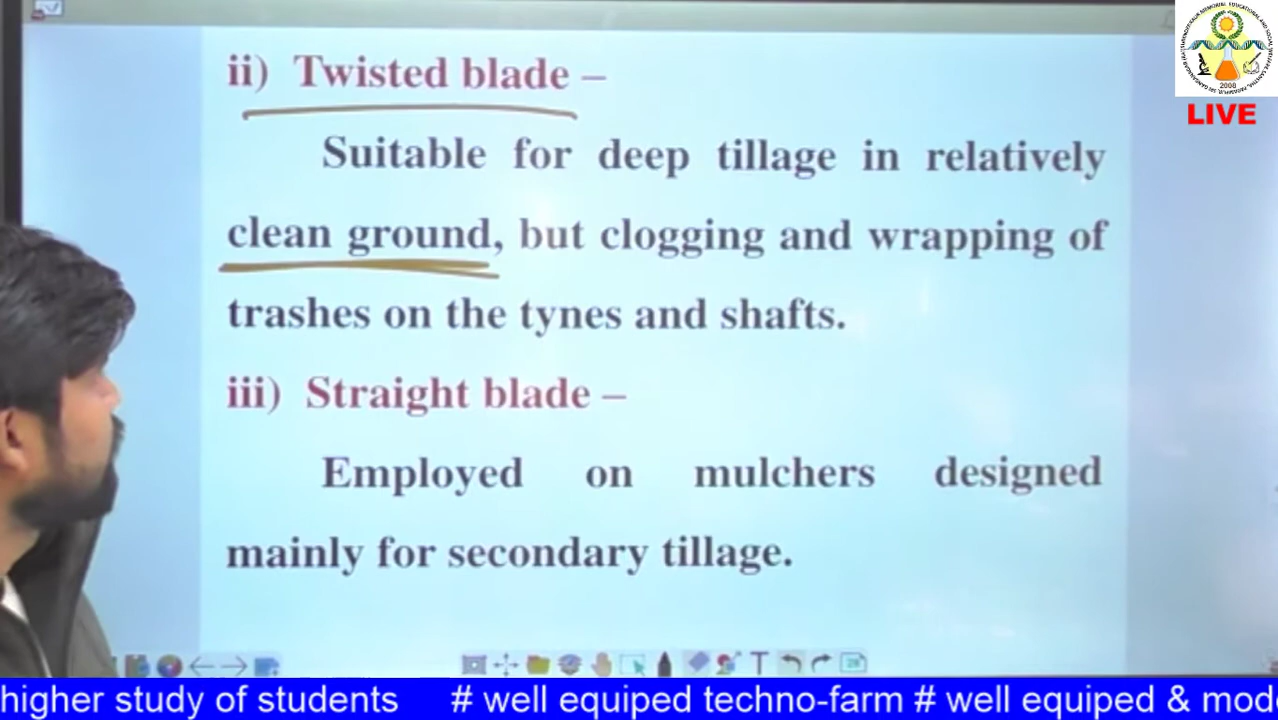 ii) Twisted blade –
Suitable for deep tillage in relatively
clean ground, but clogging and wrapping of
trashes on the tynes and shafts.
iii) Straight blade –
Employed on mulchers designed
mainly for secondary tillage.
2008
LIVE
higher study of students # well equiped techno-farm # well equiped & mod